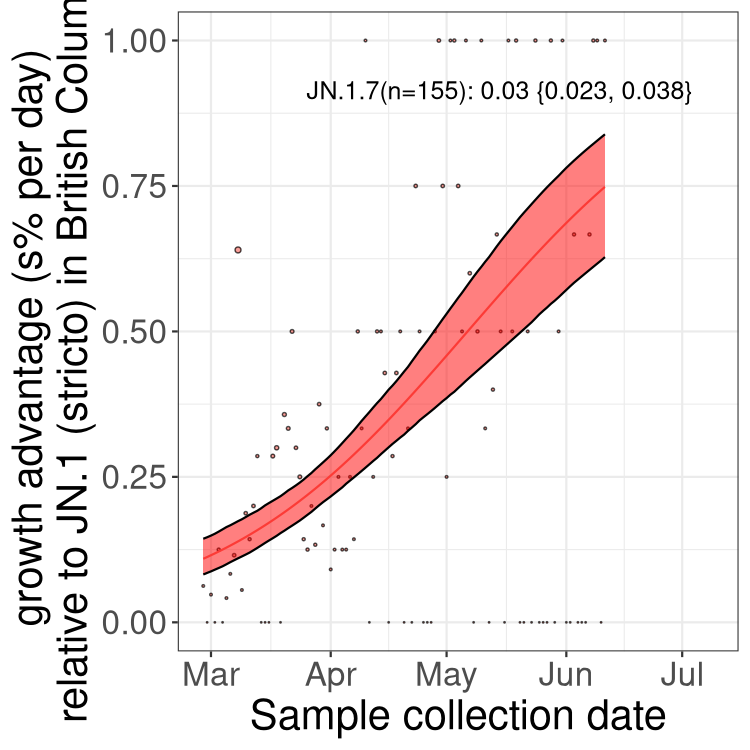 growth advantage (s% per day)
relative to JN.1 (stricto) in British Colum
1.00
0.75
0.50
0.25
0.00
JN.1.7(n=155): 0.03 {0.023, 0.038}
Mar Apr May Jun Jul
Sample collection date